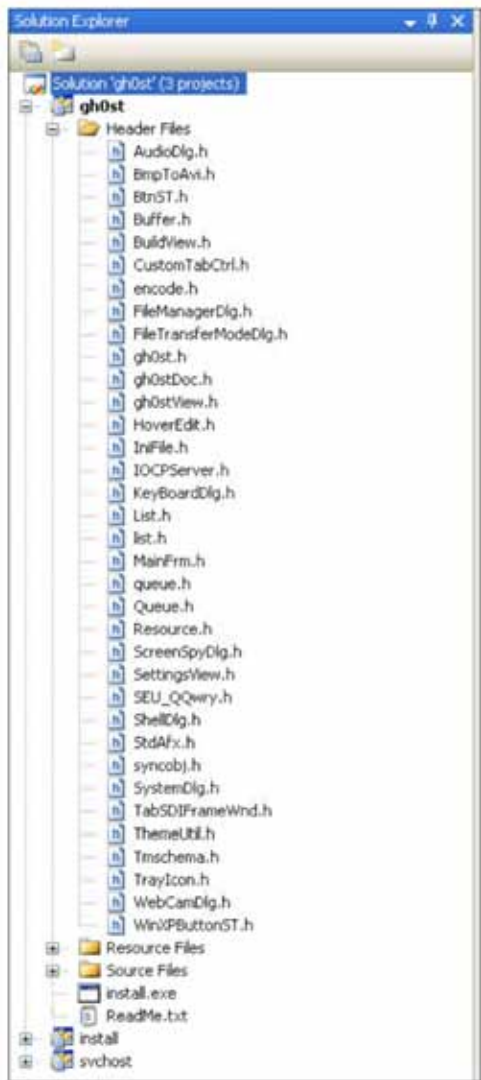 Solution Explorer
Solution 'gh0st' (3 projects)
gh0st
Header Files
AudioDlg.h
BmpToAvi.h
BtnST.h
Buffer.h
BuildView.h
CustomTabCtrl.h
encode.h
FileManagerDlg.h
FileTransferModeDlg.h
gh0st.h
gh0stDoc.h
gh0stView.h
HoverEdit.h
IniFile.h
IOCPServer.h
KeyBoardDlg.h
List.h
list.h
MainFrm.h
queue.h
Queue.h
Resource.h
ScreenSpyDlg.h
SettingsView.h
SEU_QQwry.h
ShellDlg.h
StdAfx.h
syncobj.h
SystemDlg.h
TabSDIFrameWnd.h
ThemeUtil.h
Tmschema.h
TrayIcon.h
WebCamDlg.h
WinXPButtonST.h
Resource Files
Source Files
install.exe
ReadMe.txt
install
svchost